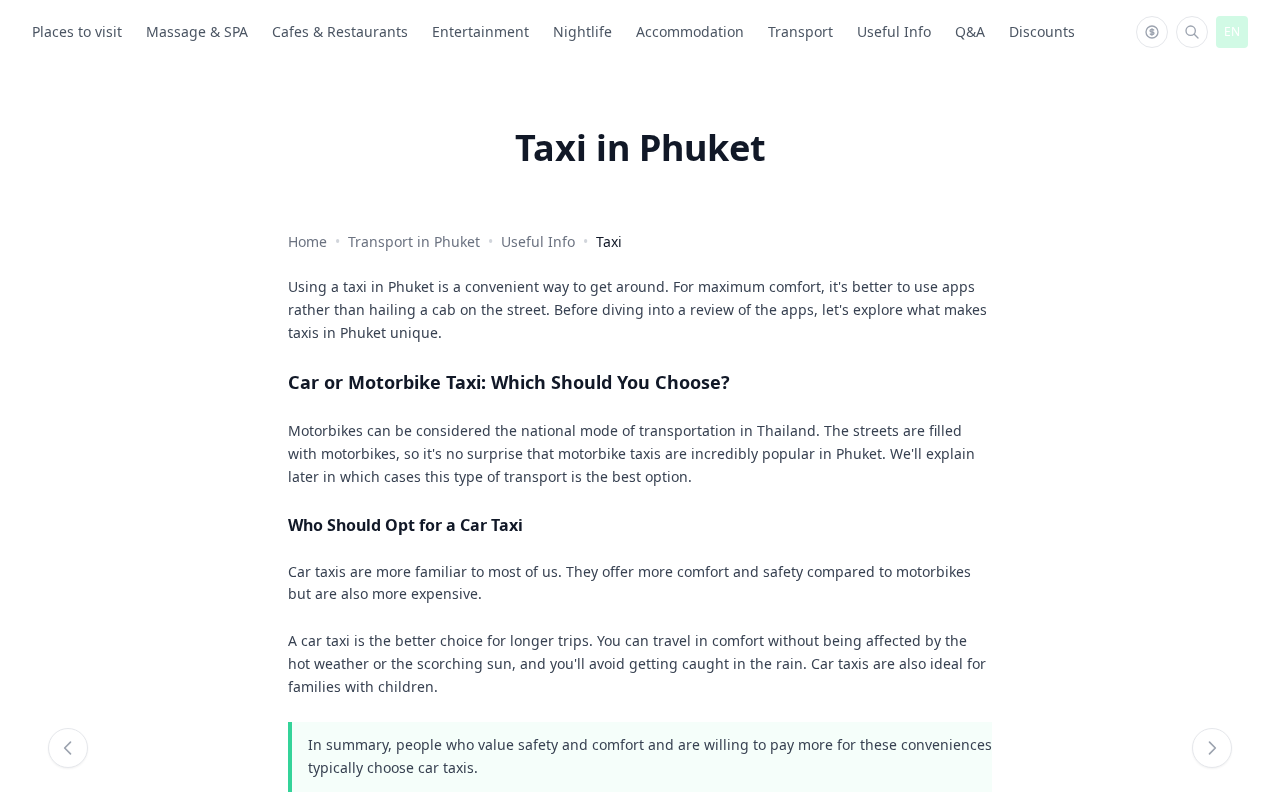 Places to visit Massage & SPA Cafes & Restaurants Entertainment Nightlife Accommodation Transport Useful Info Q&A Discounts EN
Taxi in Phuket
Home • Transport in Phuket • Useful Info • Taxi
Using a taxi in Phuket is a convenient way to get around. For maximum comfort, it's better to use apps
rather than hailing a cab on the street. Before diving into a review of the apps, let's explore what makes
taxis in Phuket unique.
Car or Motorbike Taxi: Which Should You Choose?
Motorbikes can be considered the national mode of transportation in Thailand. The streets are filled
with motorbikes, so it's no surprise that motorbike taxis are incredibly popular in Phuket. We'll explain
later in which cases this type of transport is the best option.
Who Should Opt for a Car Taxi
Car taxis are more familiar to most of us. They offer more comfort and safety compared to motorbikes
but are also more expensive.
A car taxi is the better choice for longer trips. You can travel in comfort without being affected by the
hot weather or the scorching sun, and you'll avoid getting caught in the rain. Car taxis are also ideal for
families with children.
In summary, people who value safety and comfort and are willing to pay more for these conveniences
typically choose car taxis.